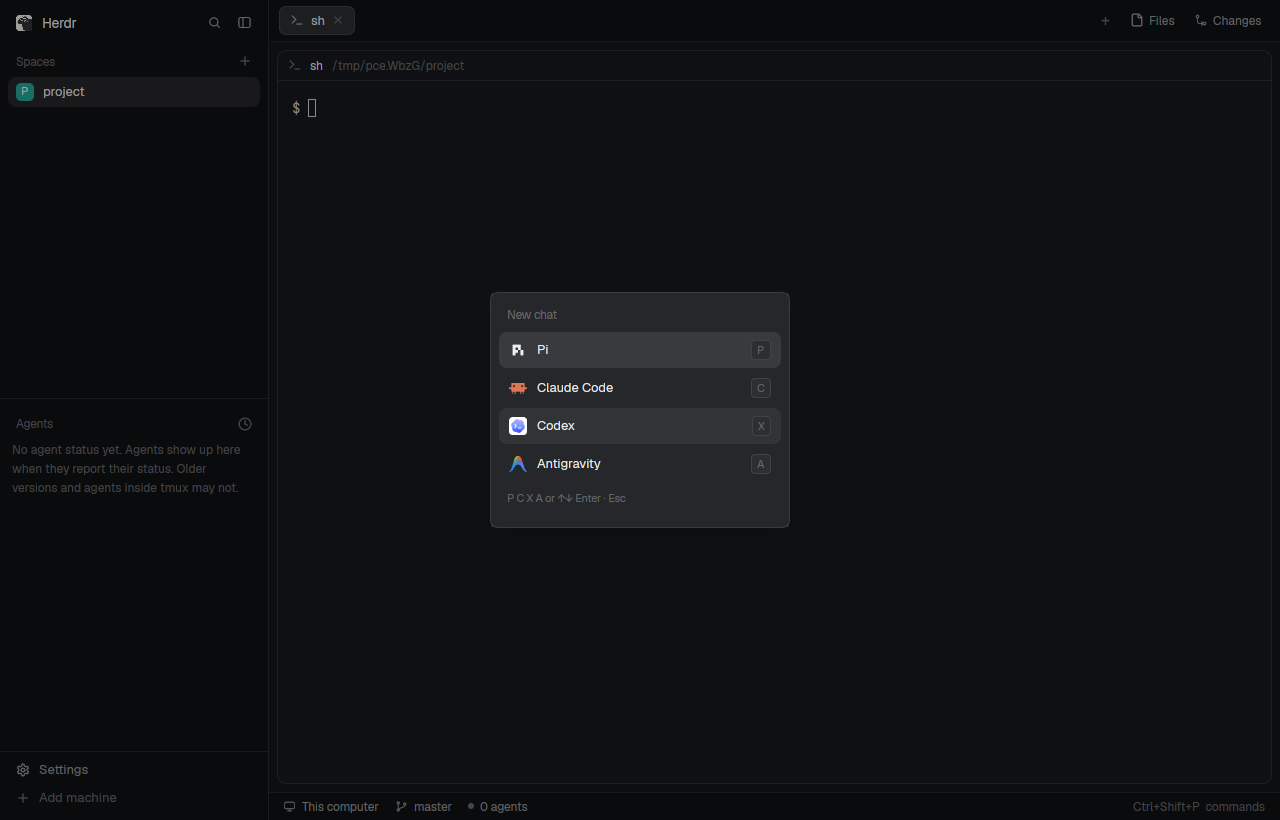 Herdr
Spaces
P project
Agents
No agent status yet. Agents show up here
when they report their status. Older
versions and agents inside tmux may not.
Settings
Add machine
sh
Files
Changes
sh /tmp/pce.WbzG/project
$
New chat
Pi P
Claude Code C
Codex X
Antigravity A
P C X A or ↑↓ Enter · Esc
This computer
master
0 agents
Ctrl+Shift+P commands